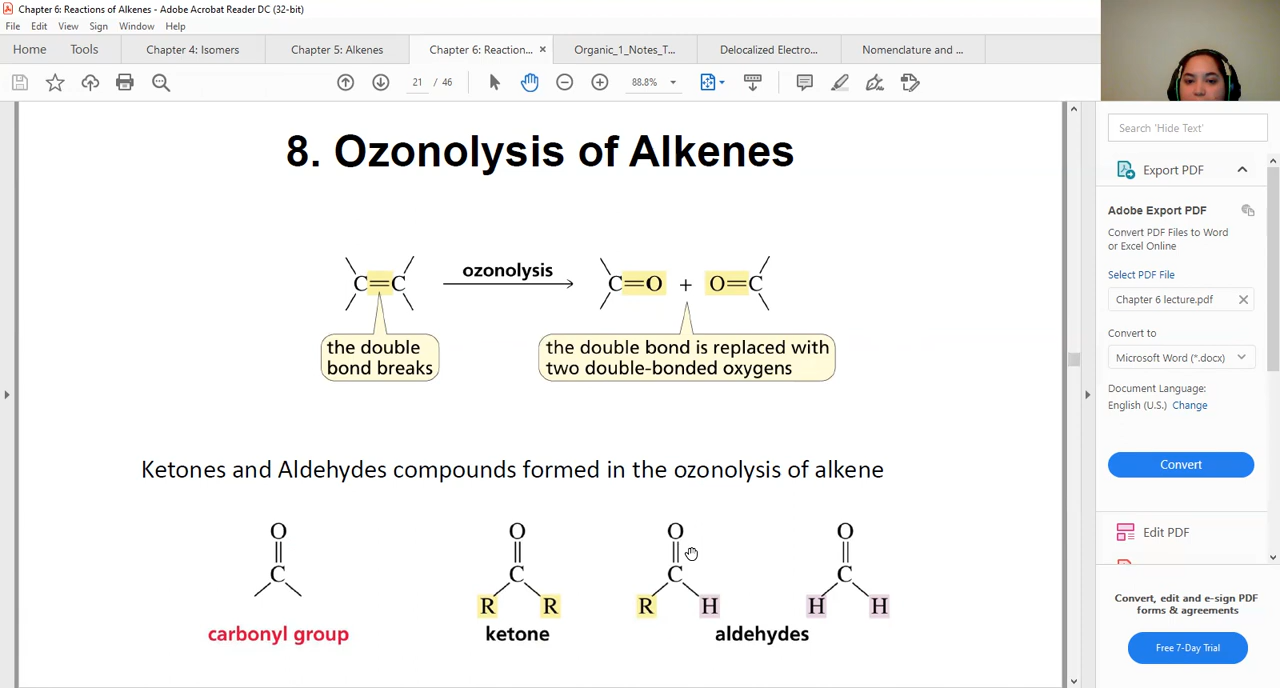 Chapter 6: Reactions of Alkenes - Adobe Acrobat Reader DC (32-bit)
File Edit View Sign Window Help
Home Tools Chapter 4: Isomers Chapter 5: Alkenes Chapter 6: Reaction... × Organic_1_Notes_T... Delocalized Electro... Nomenclature and ...
21 / 46 88.8%
8. Ozonolysis of Alkenes
C=C ozonolysis C=O + O=C
the double
bond breaks
the double bond is replaced with
two double-bonded oxygens
Ketones and Aldehydes compounds formed in the ozonolysis of alkene
O O O O
C C C C
R R R H H H
carbonyl group ketone aldehydes
Search 'Hide Text'
Export PDF
Adobe Export PDF
Convert PDF Files to Word
or Excel Online
Select PDF File
Chapter 6 lecture.pdf
Convert to
Microsoft Word (*.docx)
Document Language:
English (U.S.) Change
Convert
Edit PDF
Convert, edit and e-sign PDF
forms & agreements
Free 7-Day Trial